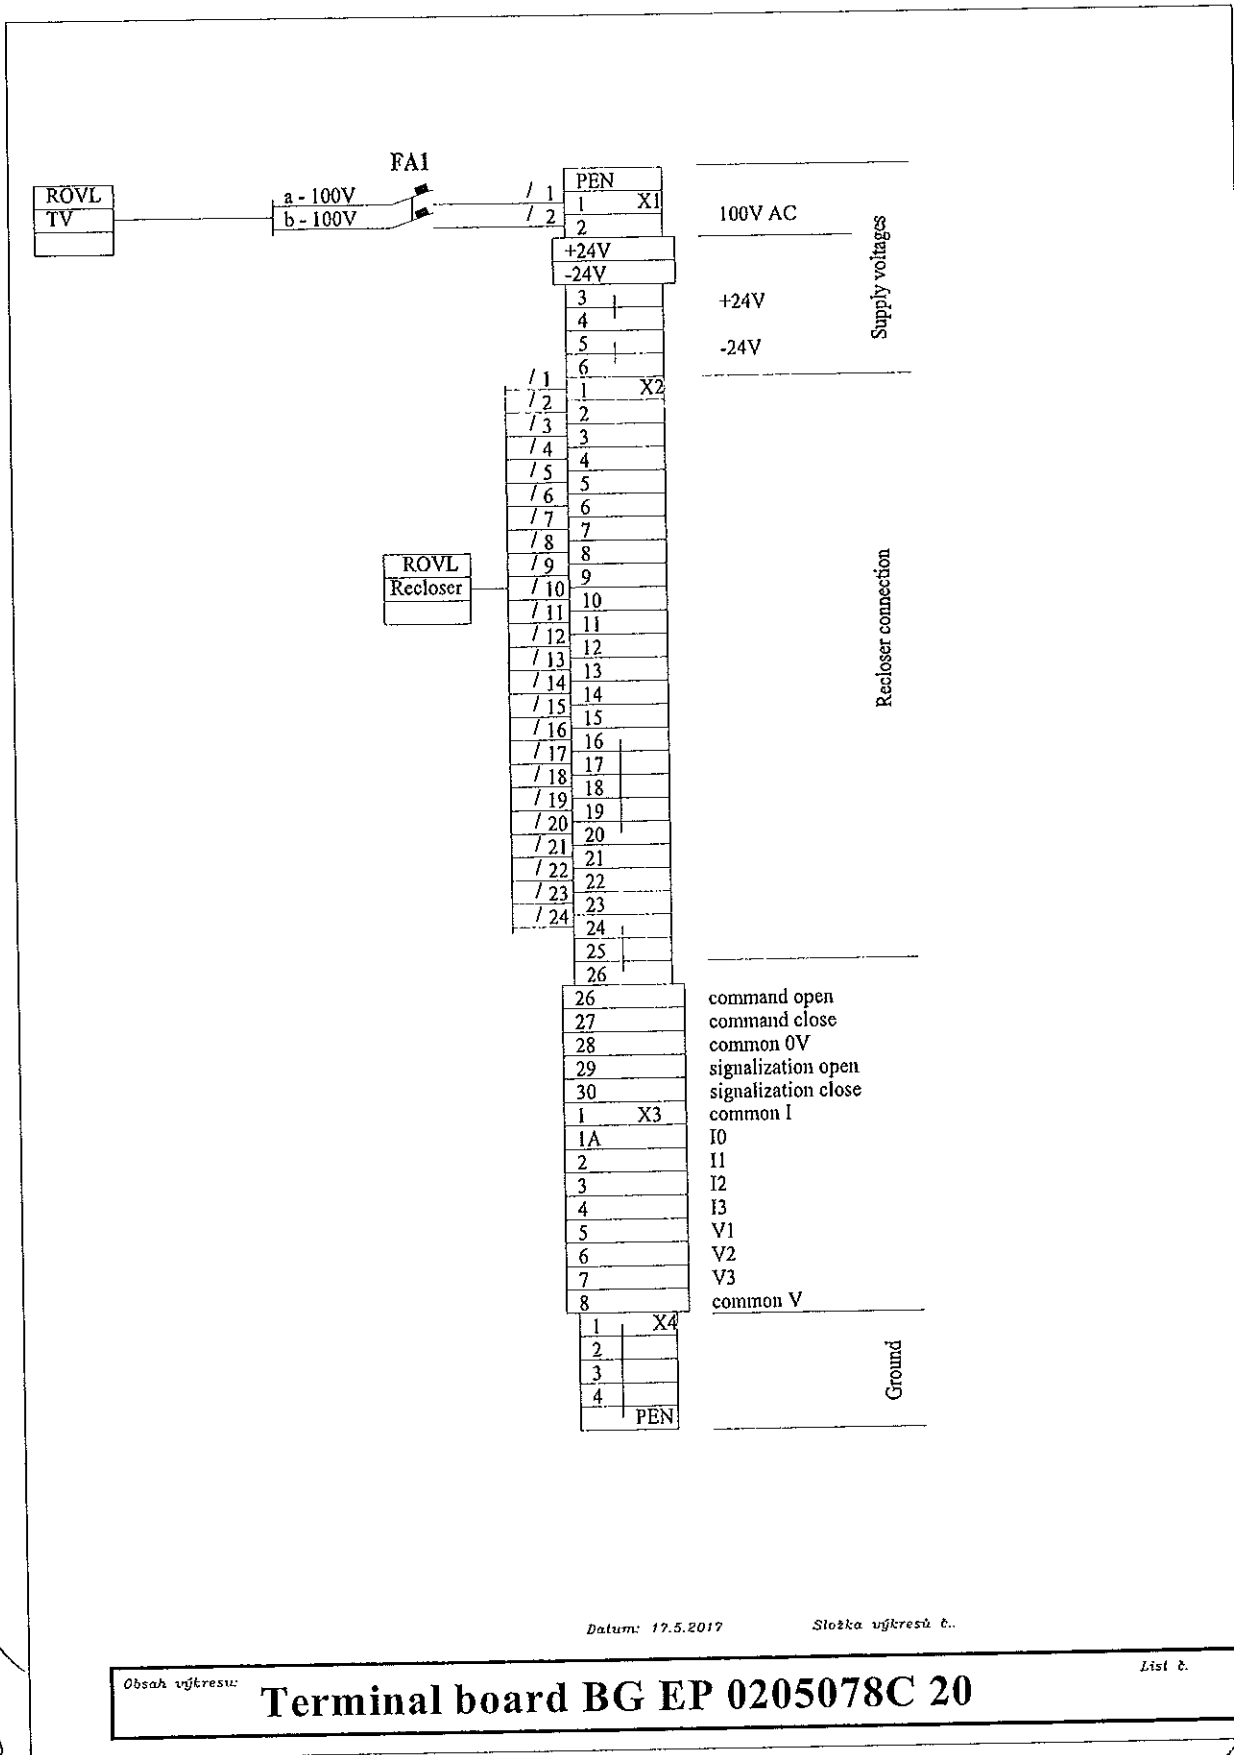 FA1
ROVL
TV
a - 100V
b - 100V
/ 1
/ 2
PEN
1 X1
2
100V AC
+24V
-24V
3
4
5
6
+24V
-24V
Supply voltages
ROVL
Recloser
/ 1
/ 2
/ 3
/ 4
/ 5
/ 6
/ 7
/ 8
/ 9
/ 10
/ 11
/ 12
/ 13
/ 14
/ 15
/ 16
/ 17
/ 18
/ 19
/ 20
/ 21
/ 22
/ 23
/ 24
1 X2
2
3
4
5
6
7
8
9
10
11
12
13
14
15
16
17
18
19
20
21
22
23
24
25
26
Recloser connection
26 command open
27 command close
28 common 0V
29 signalization open
30 signalization close
1 X3 common I
1A I0
2 I1
3 I2
4 I3
5 V1
6 V2
7 V3
8 common V
1 X4
2
3
4
PEN
Ground
Datum: 17.5.2017 Složka výkresů č..
Obsah výkresu: Terminal board BG EP 0205078C 20 List č.